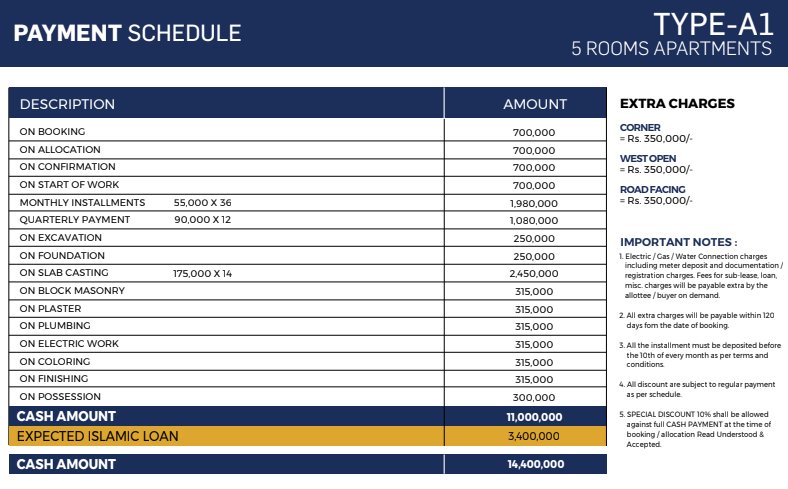 PAYMENT SCHEDULE
TYPE-A1
5 ROOMS APARTMENTS
DESCRIPTION AMOUNT
ON BOOKING 700,000
ON ALLOCATION 700,000
ON CONFIRMATION 700,000
ON START OF WORK 700,000
MONTHLY INSTALLMENTS 55,000 X 36 1,980,000
QUARTERLY PAYMENT 90,000 X 12 1,080,000
ON EXCAVATION 250,000
ON FOUNDATION 250,000
ON SLAB CASTING 175,000 X 14 2,450,000
ON BLOCK MASONRY 315,000
ON PLASTER 315,000
ON PLUMBING 315,000
ON ELECTRIC WORK 315,000
ON COLORING 315,000
ON FINISHING 315,000
ON POSSESSION 300,000
CASH AMOUNT 11,000,000
EXPECTED ISLAMIC LOAN 3,400,000
CASH AMOUNT 14,400,000
EXTRA CHARGES
CORNER
= Rs. 350,000/-
WEST OPEN
= Rs. 350,000/-
ROAD FACING
= Rs. 350,000/-
IMPORTANT NOTES :
1. Electric / Gas / Water Connection charges
including meter deposit and documentation /
registration charges. Fees for sub-lease, loan,
misc. charges will be payable extra by the
allottee / buyer on demand.
2. All extra charges will be payable within 120
days fom the date of booking.
3. All the installment must be deposited before
the 10th of every month as per terms and
conditions.
4. All discount are subject to regular payment
as per schedule.
5. SPECIAL DISCOUNT 10% shall be allowed
against full CASH PAYMENT at the time of
booking / allocation Read Understood &
Accepted.